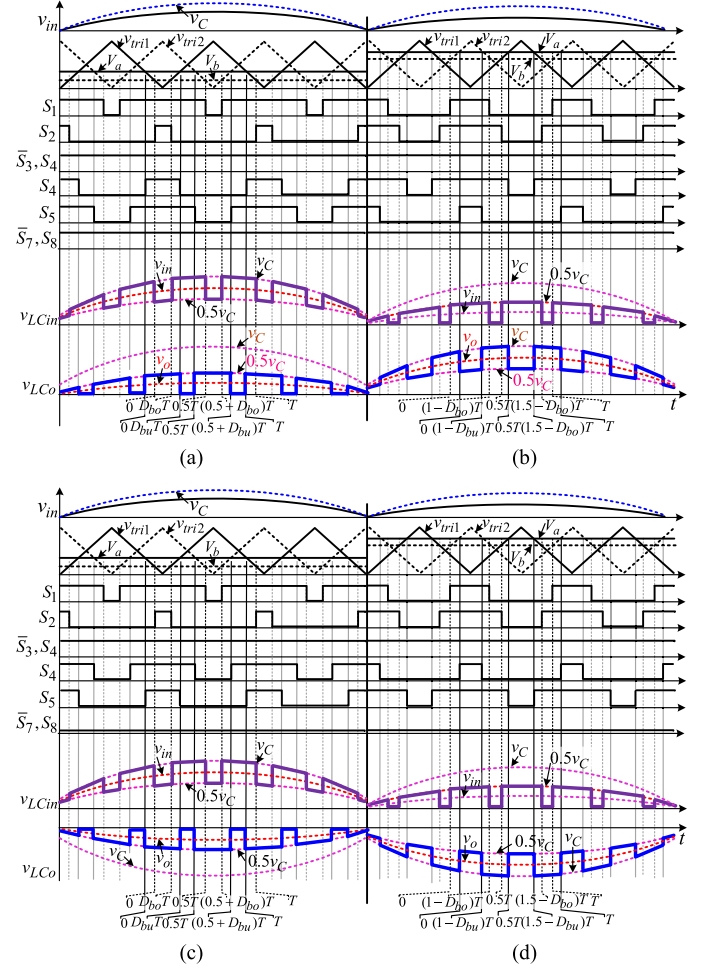 v_in v_C
v_tri1 v_tri2 v_tri1 v_tri2 V_a
V_a V_b V_b
S_1
S_2
S̅_3, S_4
S_4
S_5
S̅_7, S_8
v_in v_C v_C
0.5v_C v_in 0.5v_C
v_LCin
v_C v_o v_C
v_o 0.5v_C 0.5v_C
v_LCo t
0 D_boT 0.5T (0.5+D_bo)T T 0 (1−D_bo)T 0.5T (1.5−D_bo)T T
0 D_buT 0.5T (0.5+D_bu)T T 0 (1−D_bu)T 0.5T (1.5−D_bo)T T
(a) (b)
v_in v_C
v_tri1 v_tri2 v_tri1 v_tri2 V_a
V_a V_b V_b
S_1
S_2
S̅_3, S_4
S_4
S_5
S̅_7, S_8
v_in v_C v_C
0.5v_C v_in 0.5v_C
v_LCin
v_C v_o 0.5v_C v_o 0.5v_C v_C t
v_LCo
0 D_boT 0.5T (0.5+D_bo)T T 0 (1−D_bo)T 0.5T (1.5−D_bo)T T
0 D_buT 0.5T (0.5+D_bu)T T 0 (1−D_bu)T 0.5T (1.5−D_bu)T T
(c) (d)